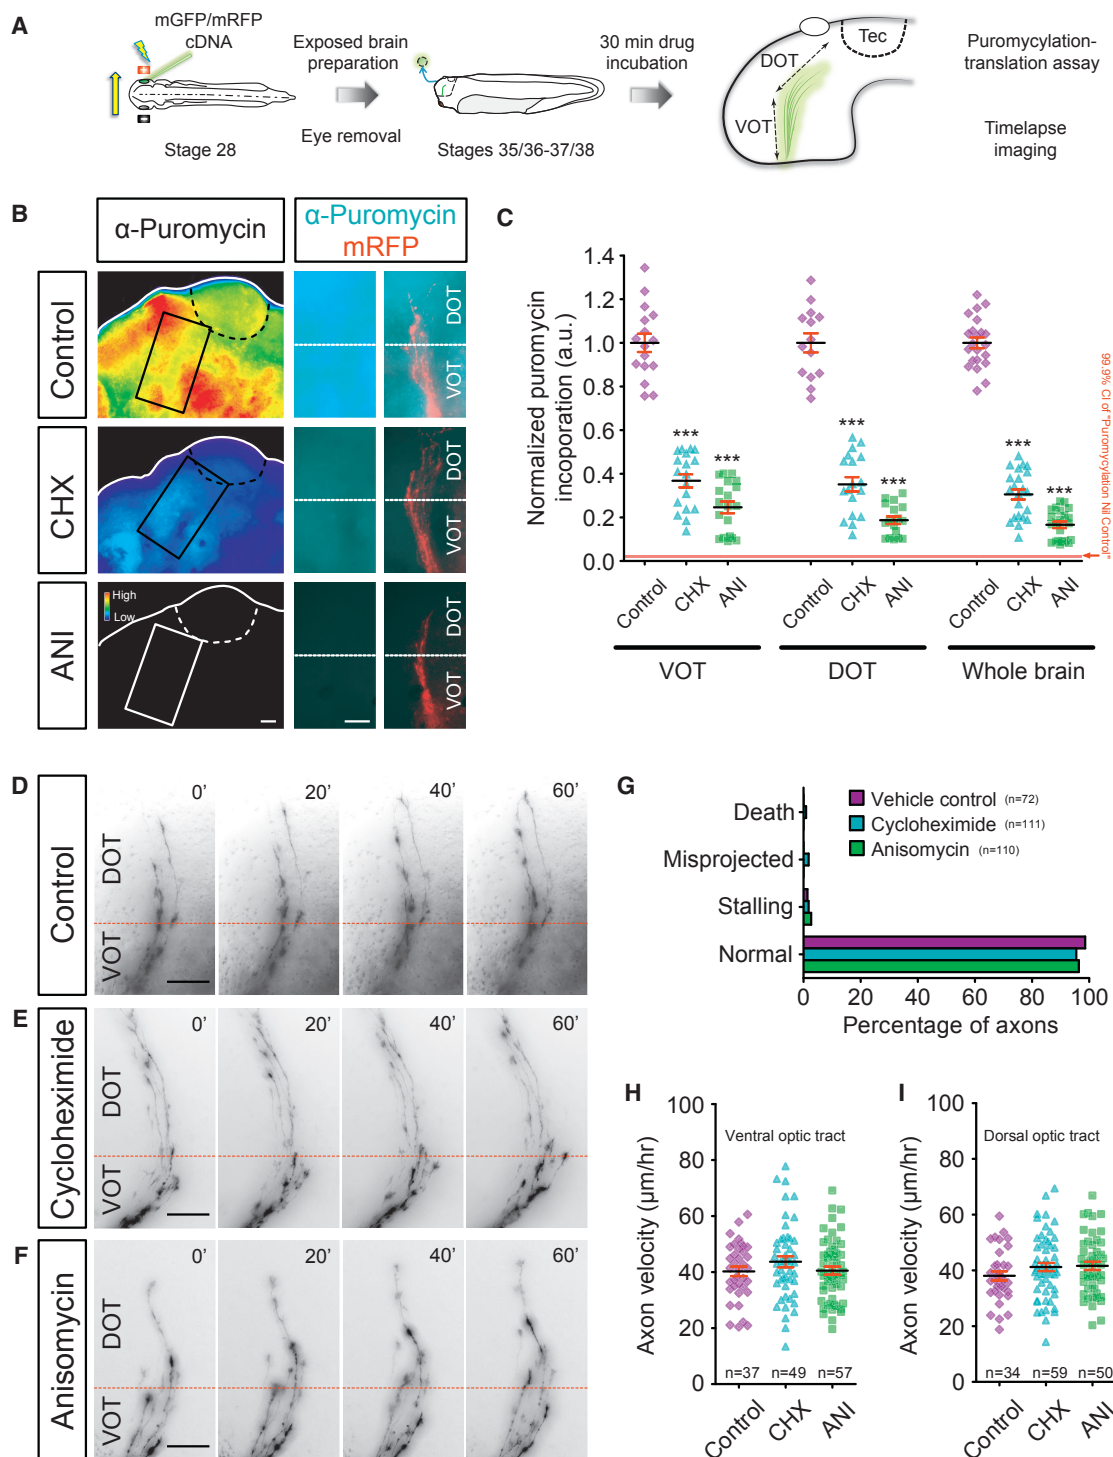 A
mGFP/mRFP
cDNA
Stage 28
Exposed brain
preparation
Eye removal
Stages 35/36-37/38
30 min drug
incubation
DOT
VOT
Tec
Puromycylation-
translation assay
Timelapse
imaging
B
α-Puromycin
α-Puromycin
mRFP
Control
DOT
VOT
CHX
DOT
VOT
ANI
High
Low
DOT
VOT
C
Normalized puromycin
incoporation (a.u.)
1.4
1.2
1.0
0.8
0.6
0.4
0.2
0.0
***
***
***
***
***
***
99.9% CI of "Puromycylation Nil Control"
Control
CHX
ANI
Control
CHX
ANI
Control
CHX
ANI
VOT
DOT
Whole brain
D
Control
DOT
VOT
0’
20’
40’
60’
E
Cycloheximide
DOT
VOT
0’
20’
40’
60’
F
Anisomycin
DOT
VOT
0’
20’
40’
60’
G
Death
Misprojected
Stalling
Normal
Vehicle control (n=72)
Cycloheximide (n=111)
Anisomycin (n=110)
0 20 40 60 80 100
Percentage of axons
H
Axon velocity (μm/hr)
100
80
60
40
20
0
Ventral optic tract
n=37 n=49 n=57
Control
CHX
ANI
I
Axon velocity (μm/hr)
100
80
60
40
20
0
Dorsal optic tract
n=34 n=59 n=50
Control
CHX
ANI